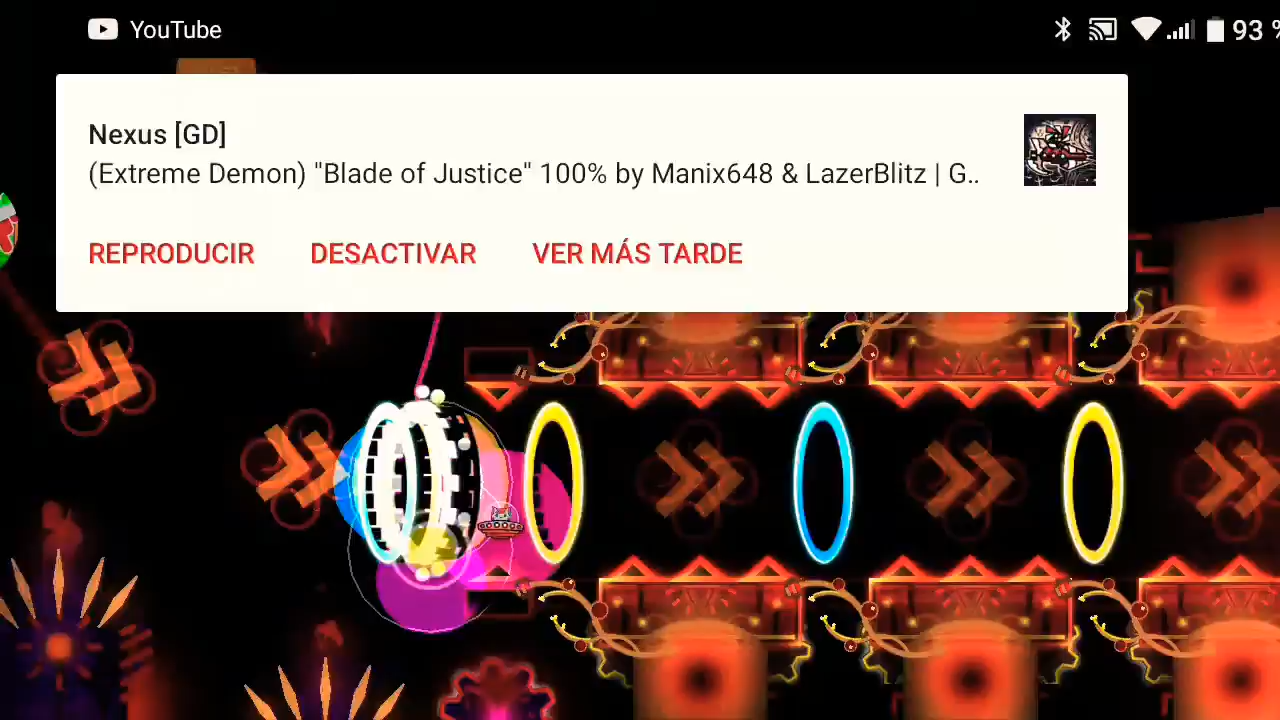 YouTube
93 %
Nexus [GD]
(Extreme Demon) "Blade of Justice" 100% by Manix648 & LazerBlitz | G..
REPRODUCIR DESACTIVAR VER MÁS TARDE